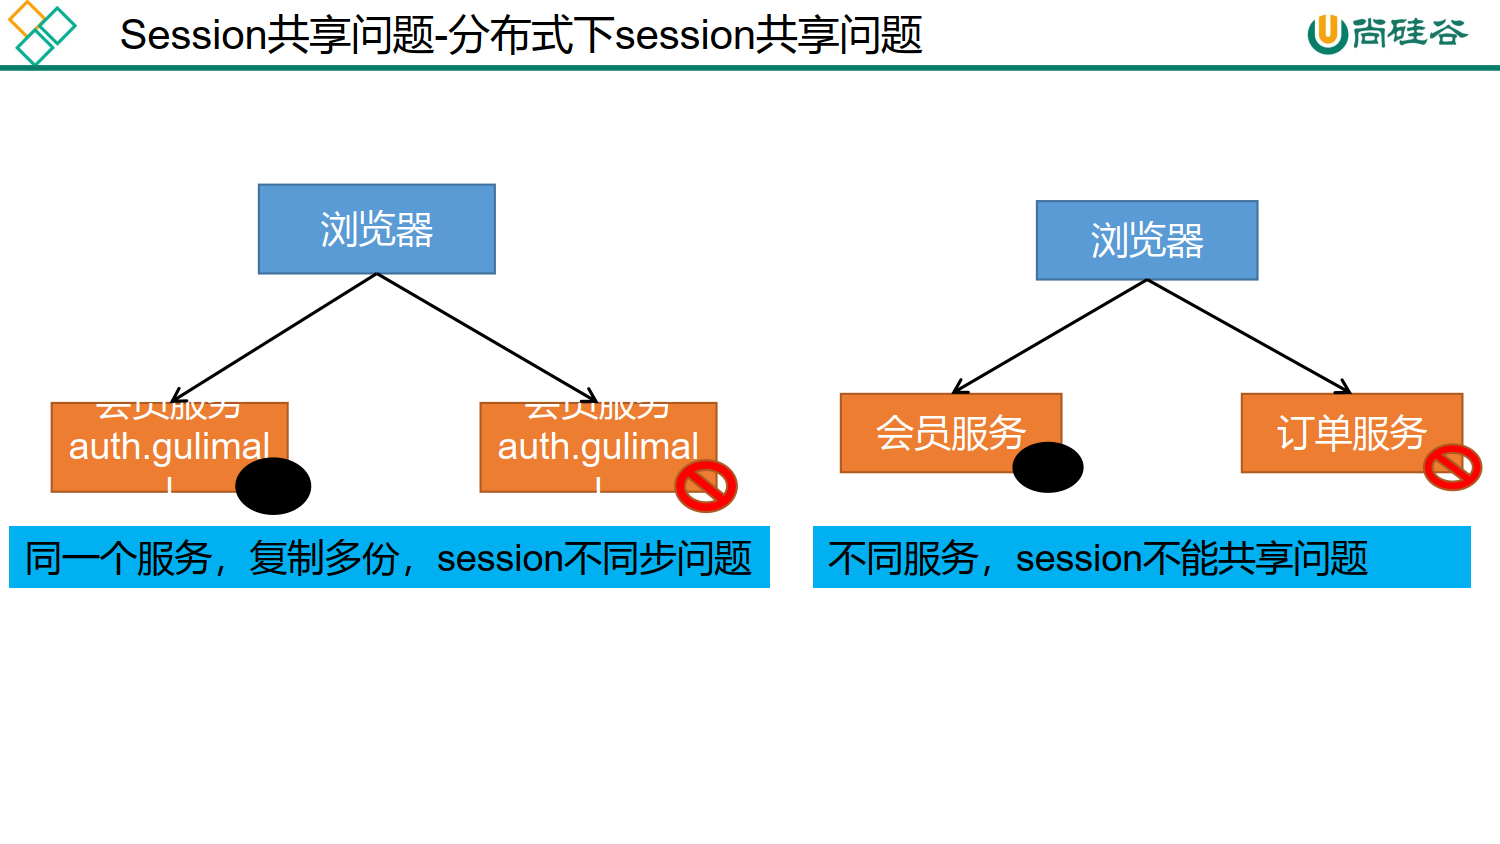 Session共享问题-分布式下session共享问题
尚硅谷
浏览器
浏览器
会员服务
auth.gulimal
l
会员服务
auth.gulimal
l
会员服务
订单服务
同一个服务，复制多份，session不同步问题
不同服务，session不能共享问题